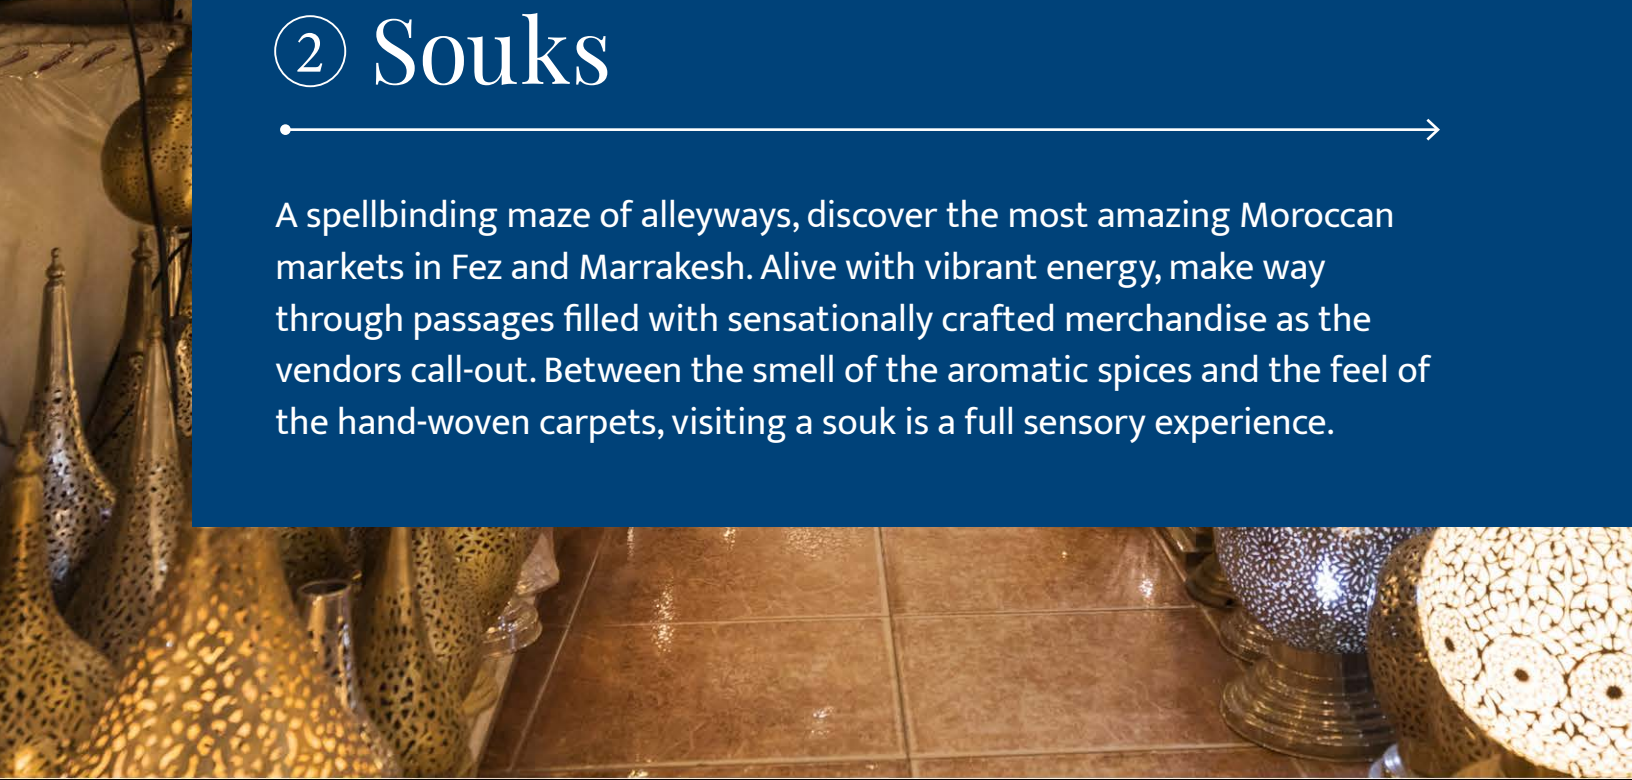 ② Souks
A spellbinding maze of alleyways, discover the most amazing Moroccan
markets in Fez and Marrakesh. Alive with vibrant energy, make way
through passages filled with sensationally crafted merchandise as the
vendors call-out. Between the smell of the aromatic spices and the feel of
the hand-woven carpets, visiting a souk is a full sensory experience.